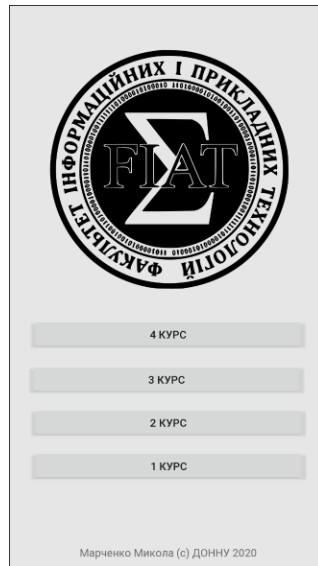 ФАКУЛЬТЕТ ІНФОРМАЦІЙНИХ І ПРИКЛАДНИХ ТЕХНОЛОГІЙ
FIAT
Σ
4 КУРС
3 КУРС
2 КУРС
1 КУРС
Марченко Микола (c) ДОННУ 2020